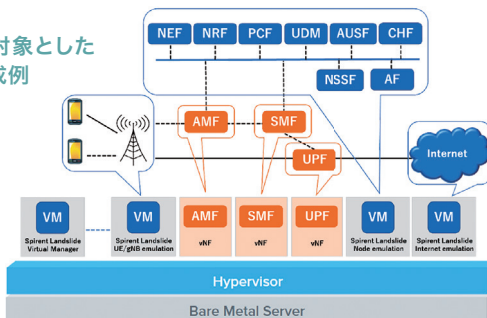 対象とした
成例
NEF NRF PCF UDM AUSF CHF
NSSF AF
AMF SMF
UPF
Internet
VM VM AMF SMF UPF VM VM
Spirent Landslide
Virtual Manager
Spirent Landslide
UE/gNB emulation
vNF vNF vNF
Spirent Landslide
Node emulation
Spirent Landslide
Internet emulation
Hypervisor
Bare Metal Server